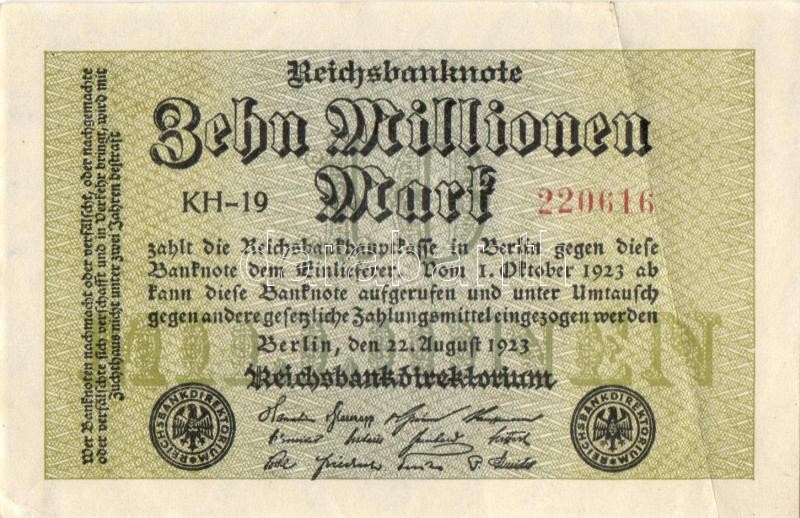 Reichsbanknote
Zehn Millionen
Mark
KH-19
220616
zahlt die Reichsbankhauptkasse in Berlin gegen diese
Banknote dem Einlieferer. Vom 1. Oktober 1923 ab
kann diese Banknote aufgerufen und unter Umtausch
gegen andere gesetzliche Zahlungsmittel eingezogen werden
Berlin, den 22. August 1923
Reichsbankdirektorium
Wer Banknoten nachmacht oder verfälscht, oder nachgemachte
oder verfälschte sich verschafft und in Verkehr bringt, wird mit
Zuchthaus nicht unter zwei Jahren bestraft
REICHSBANKDIREKTORIUM
REICHSBANKDIREKTORIUM